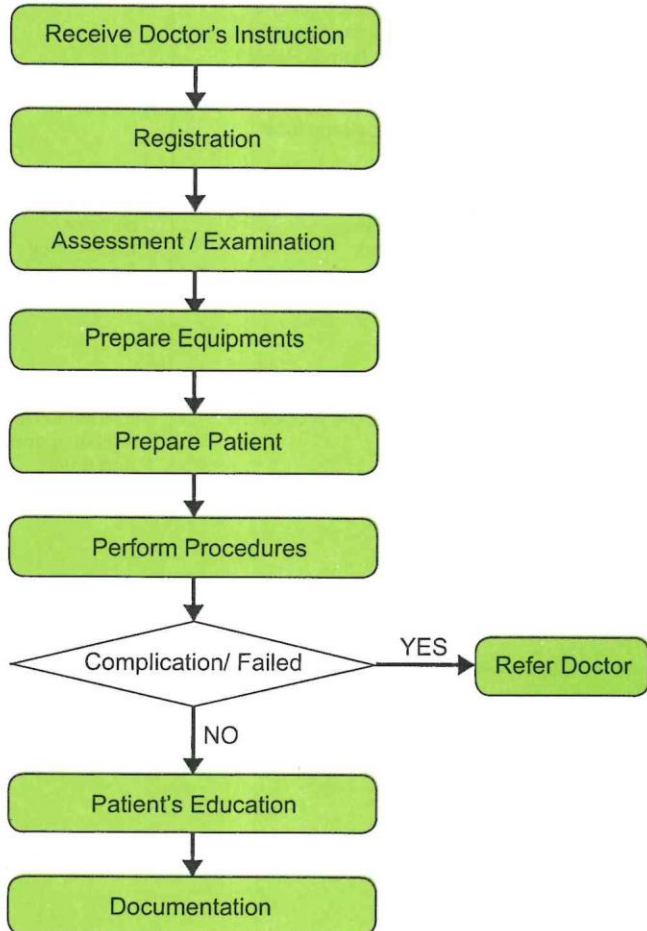 Receive Doctor's Instruction
Registration
Assessment / Examination
Prepare Equipments
Prepare Patient
Perform Procedures
Complication/ Failed
YES
Refer Doctor
NO
Patient's Education
Documentation